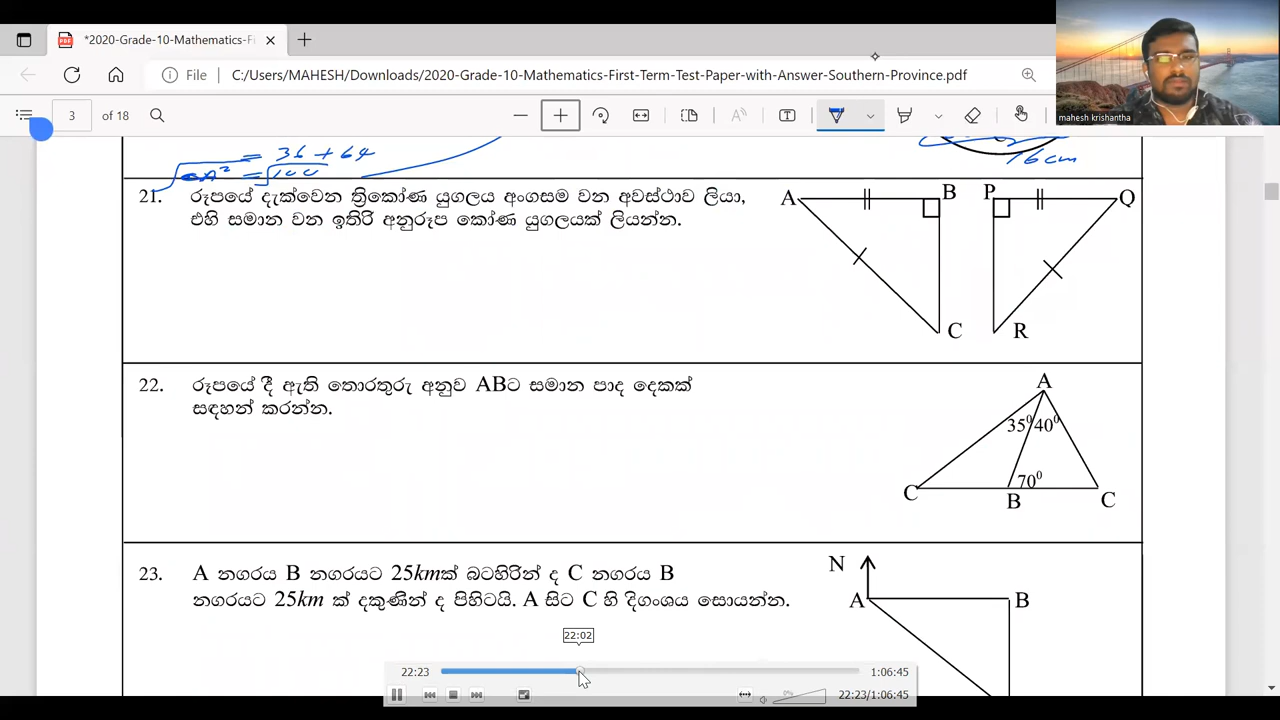 *2020-Grade-10-Mathematics-Fi
File
C:/Users/MAHESH/Downloads/2020-Grade-10-Mathematics-First-Term-Test-Paper-with-Answer-Southern-Province.pdf
mahesh krishantha
3 of 18
= 36 + 64
= 100
16cm
21. රූපයේ දැක්වෙන ත්‍රිකෝණ යුගලය අංගසම වන අවස්ථාව ලියා,
එහි සමාන වන ඉතිරි අනුරූප කෝණ යුගලයක් ලියන්න.
A B P Q
C R
22. රූපයේ දී ඇති තොරතුරු අනුව ABට සමාන පාද දෙකක්
සඳහන් කරන්න.
A
35⁰ 40⁰
70⁰
C B C
23. A නගරය B නගරයට 25kmක් බටහිරින් ද C නගරය B
නගරයට 25km ක් දකුණින් ද පිහිටයි. A සිට C හි දිගංශය සොයන්න.
N
A B
22:02
22:23 1:06:45
0% 22:23/1:06:45